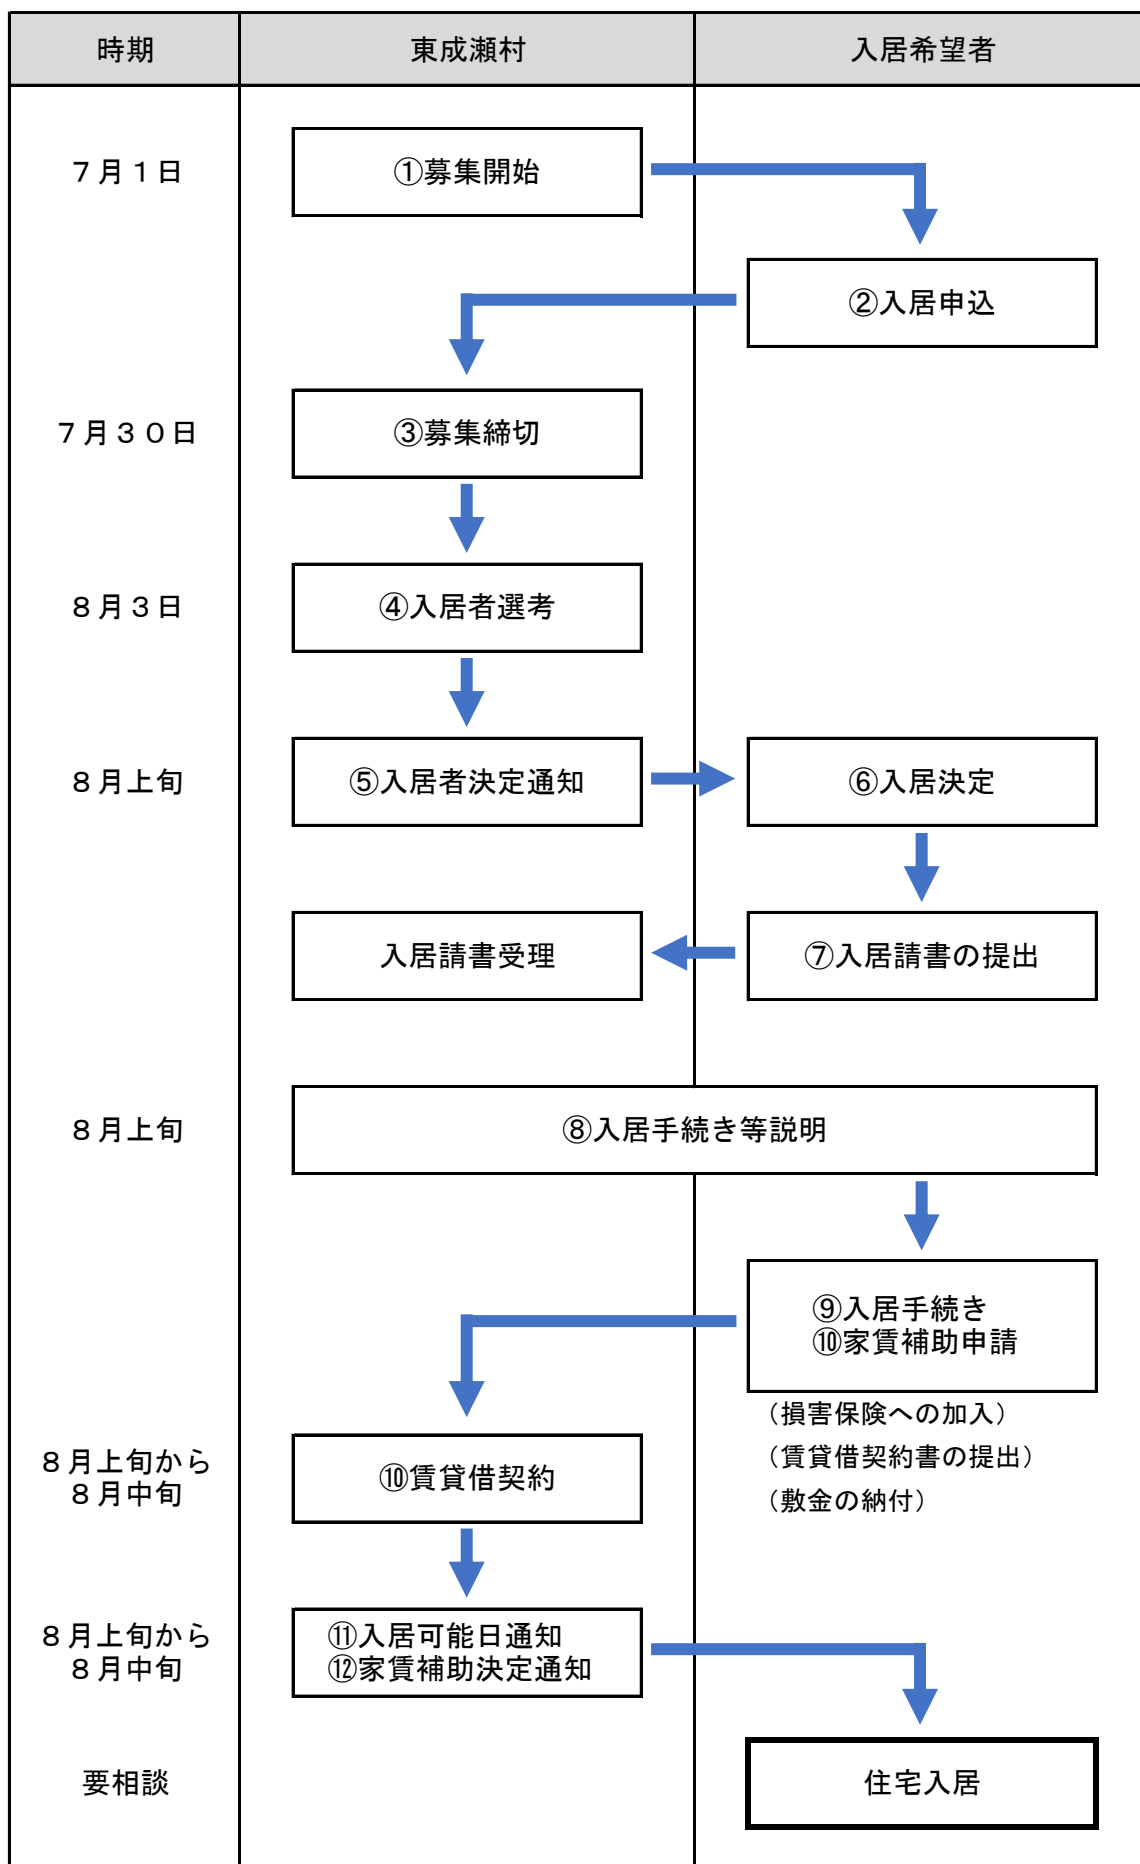 時期 東成瀬村 入居希望者
７月１日 ①募集開始
②入居申込
７月３０日 ③募集締切
８月３日 ④入居者選考
８月上旬 ⑤入居者決定通知 ⑥入居決定
入居請書受理 ⑦入居請書の提出
８月上旬 ⑧入居手続き等説明
⑨入居手続き
⑩家賃補助申請
（損害保険への加入）
（賃貸借契約書の提出）
（敷金の納付）
８月上旬から
８月中旬
⑩賃貸借契約
８月上旬から
８月中旬
⑪入居可能日通知
⑫家賃補助決定通知
要相談 住宅入居